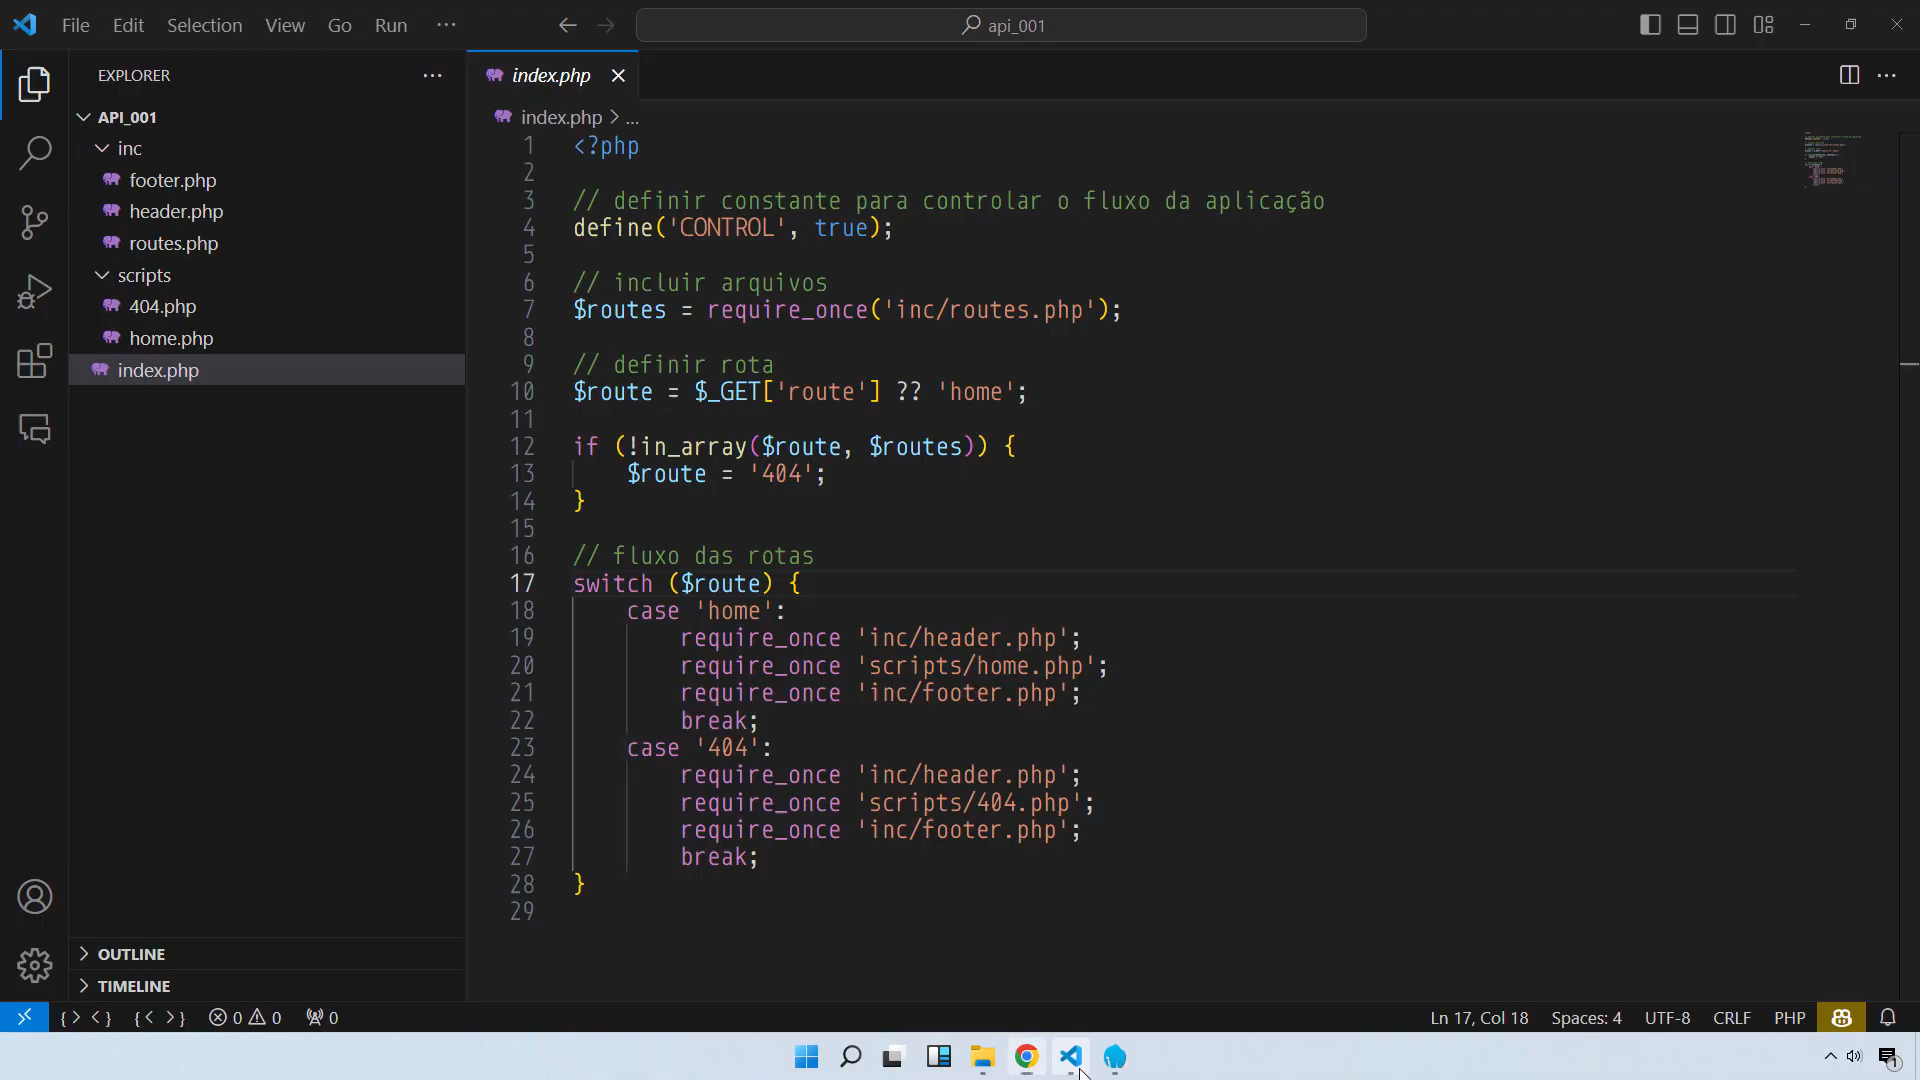 File Edit Selection View Go Run ···
api_001
EXPLORER ···
API_001
inc
footer.php
header.php
routes.php
scripts
404.php
home.php
index.php
OUTLINE
TIMELINE
index.php
index.php > ...
1 <?php
2
3 // definir constante para controlar o fluxo da aplicação
4 define('CONTROL', true);
5
6 // incluir arquivos
7 $routes = require_once('inc/routes.php');
8
9 // definir rota
10 $route = $_GET['route'] ?? 'home';
11
12 if (!in_array($route, $routes)) {
13     $route = '404';
14 }
15
16 // fluxo das rotas
17 switch ($route) {
18     case 'home':
19         require_once 'inc/header.php';
20         require_once 'scripts/home.php';
21         require_once 'inc/footer.php';
22         break;
23     case '404':
24         require_once 'inc/header.php';
25         require_once 'scripts/404.php';
26         require_once 'inc/footer.php';
27         break;
28 }
29
{> <} {< >} 0 0 0 Ln 17, Col 18 Spaces: 4 UTF-8 CRLF PHP
1